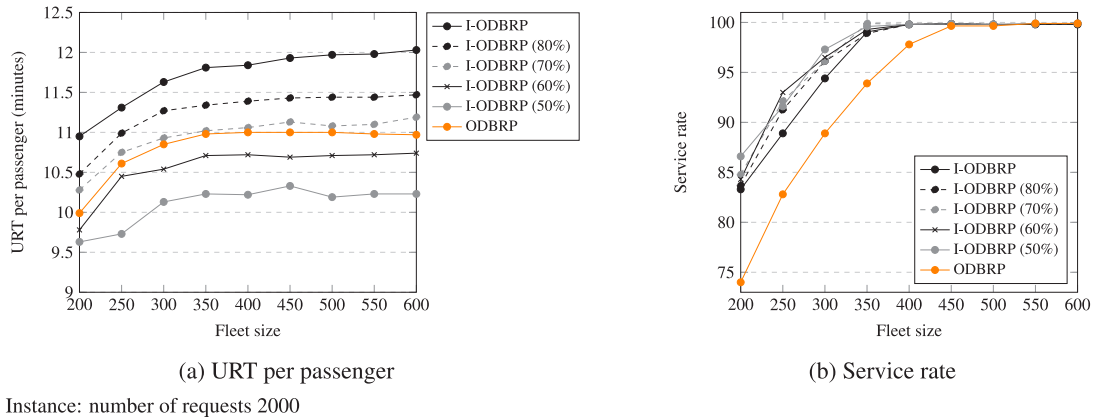 12.5
12
11.5
11
10.5
10
9.5
9
200 250 300 350 400 450 500 550 600
URT per passenger (minutes)
Fleet size
I-ODBRP
I-ODBRP (80%)
I-ODBRP (70%)
I-ODBRP (60%)
I-ODBRP (50%)
ODBRP
(a) URT per passenger
100
95
90
85
80
75
200 250 300 350 400 450 500 550 600
Service rate
Fleet size
I-ODBRP
I-ODBRP (80%)
I-ODBRP (70%)
I-ODBRP (60%)
I-ODBRP (50%)
ODBRP
(b) Service rate
Instance: number of requests 2000